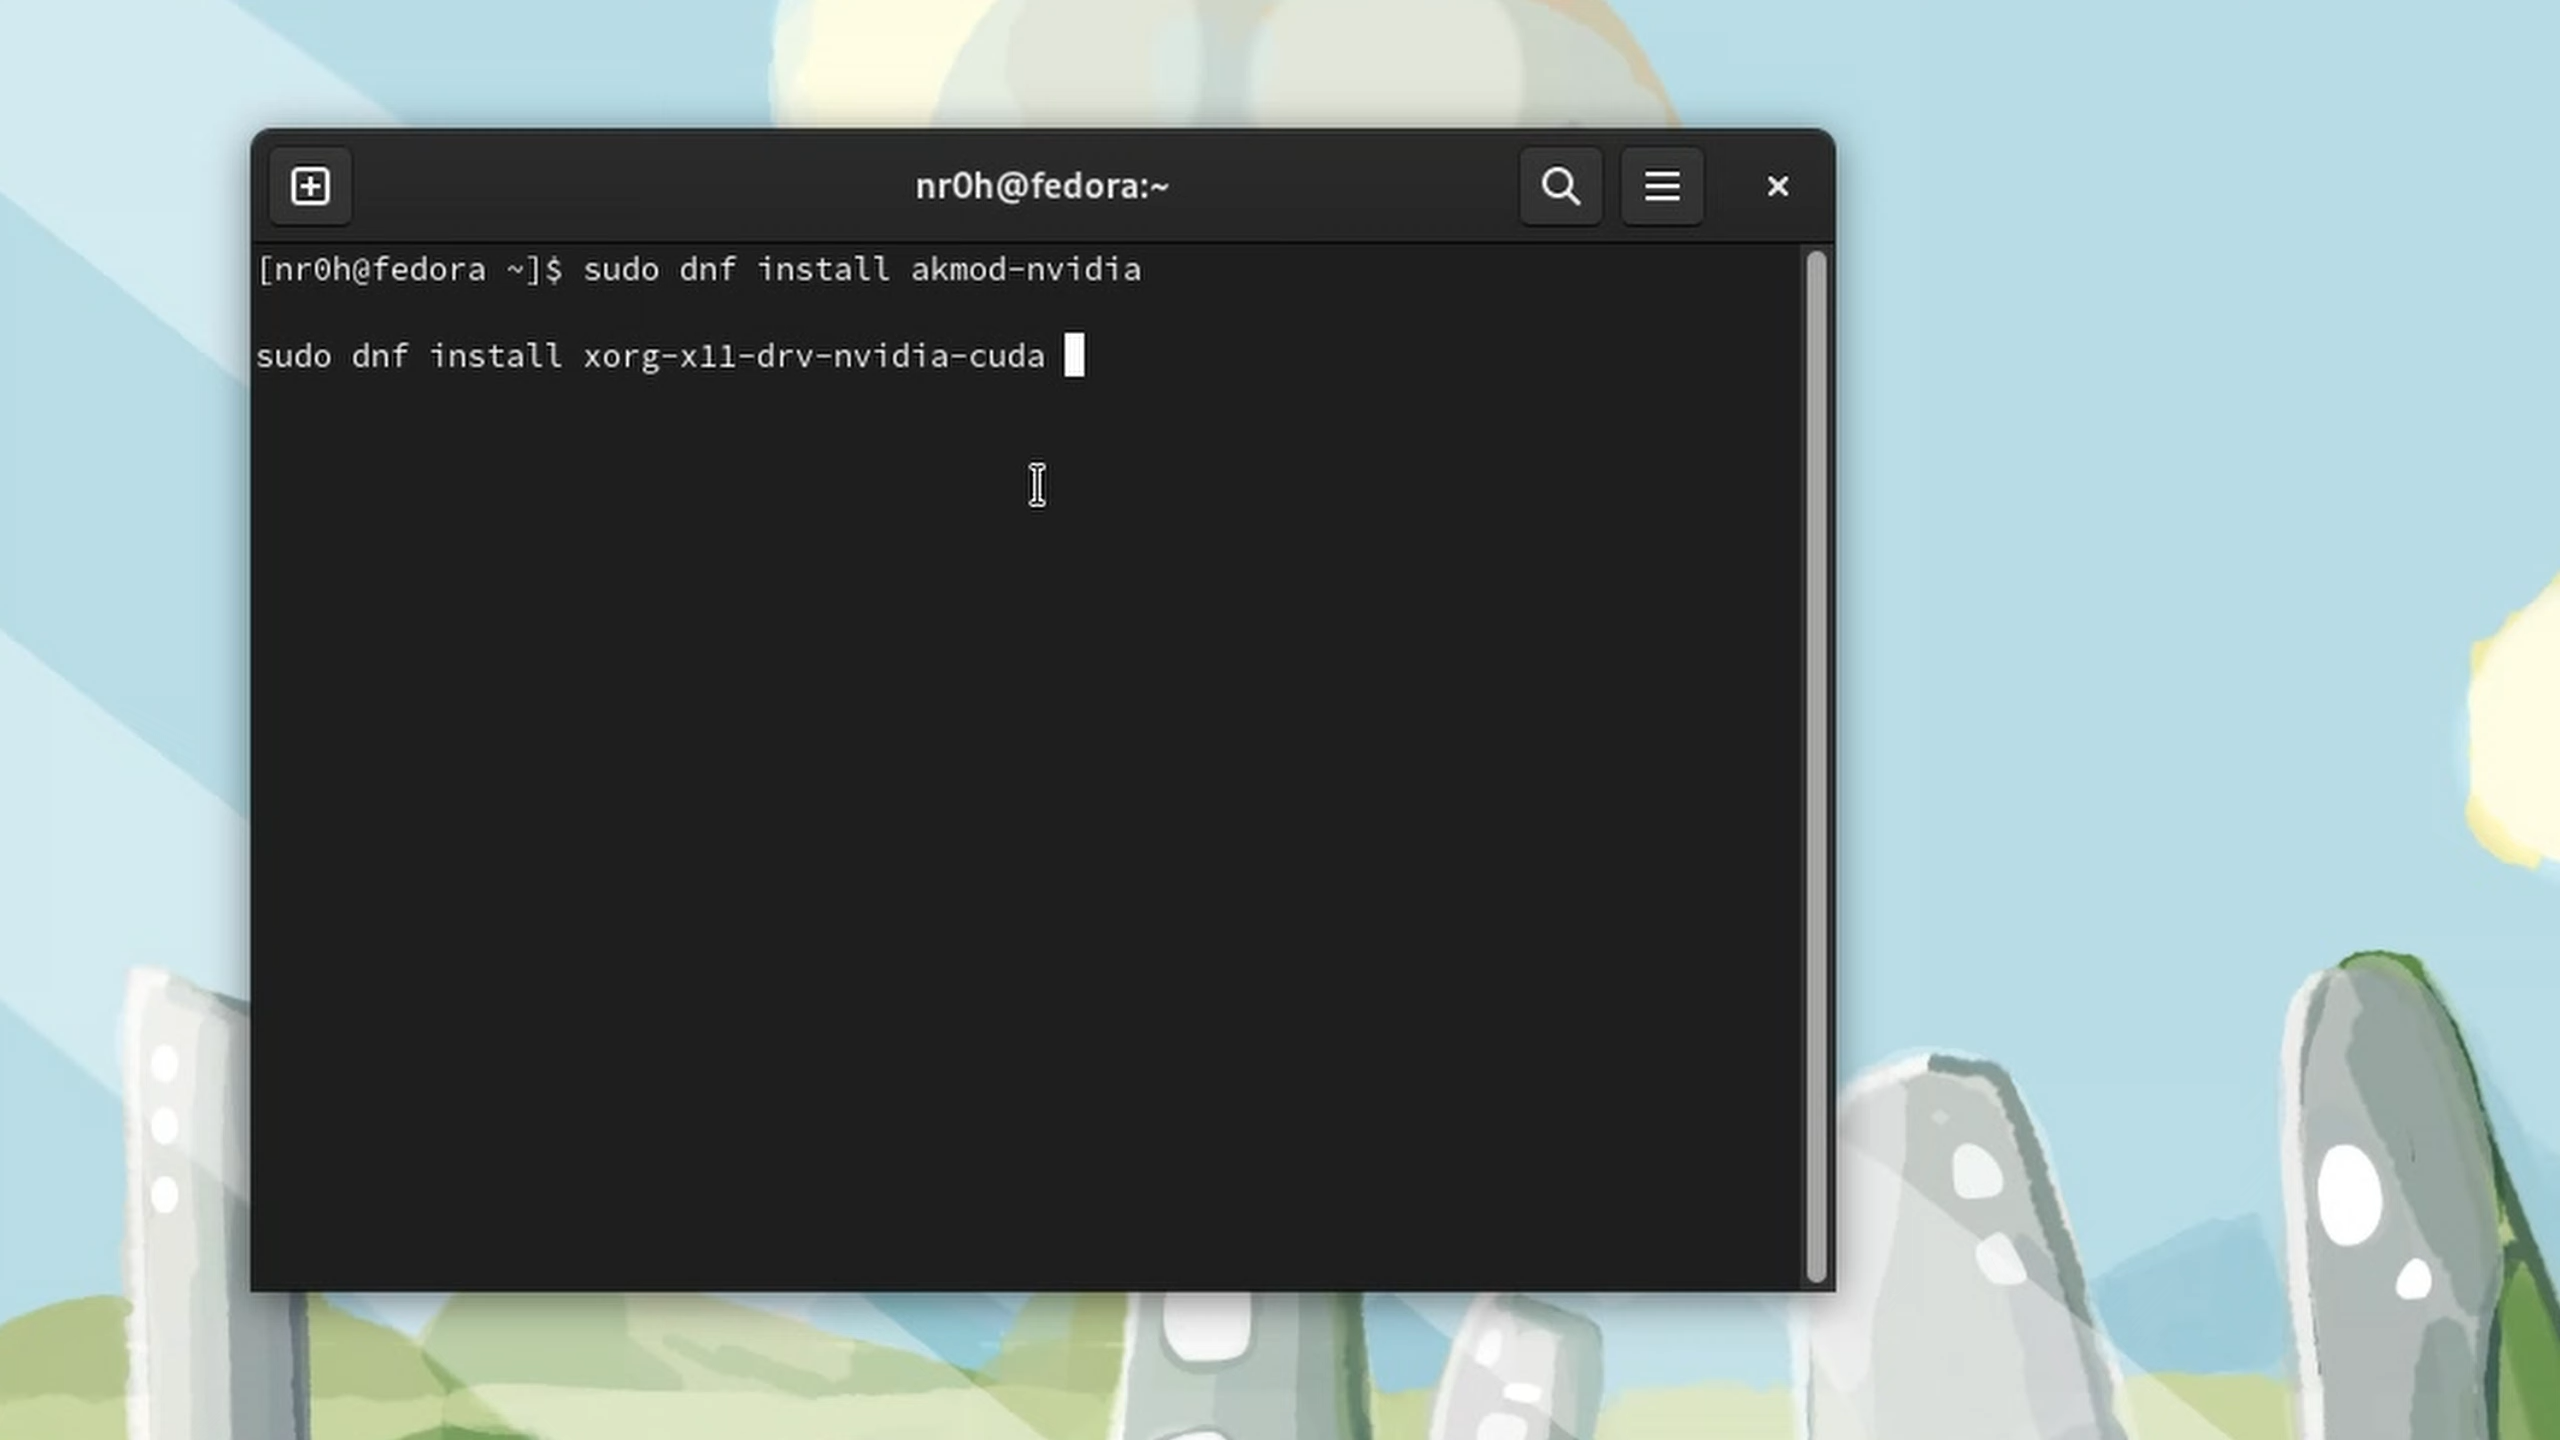 nr0h@fedora:~
[nr0h@fedora ~]$ sudo dnf install akmod-nvidia
sudo dnf install xorg-x11-drv-nvidia-cuda